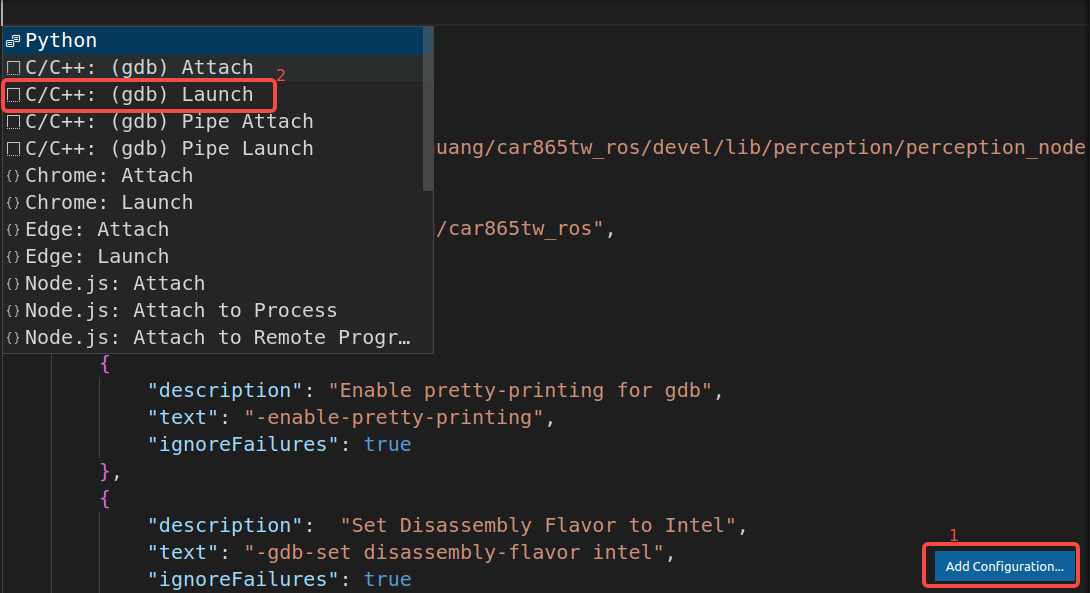 Python
C/C++: (gdb) Attach
2
C/C++: (gdb) Launch
C/C++: (gdb) Pipe Attach
C/C++: (gdb) Pipe Launch
uang/car865tw_ros/devel/lib/perception/perception_node
Chrome: Attach
Chrome: Launch
Edge: Attach
/car865tw_ros",
Edge: Launch
Node.js: Attach
Node.js: Attach to Process
Node.js: Attach to Remote Progr…
{
"description": "Enable pretty-printing for gdb",
"text": "-enable-pretty-printing",
"ignoreFailures": true
},
{
"description":  "Set Disassembly Flavor to Intel",
"text": "-gdb-set disassembly-flavor intel",
"ignoreFailures": true
1
Add Configuration...